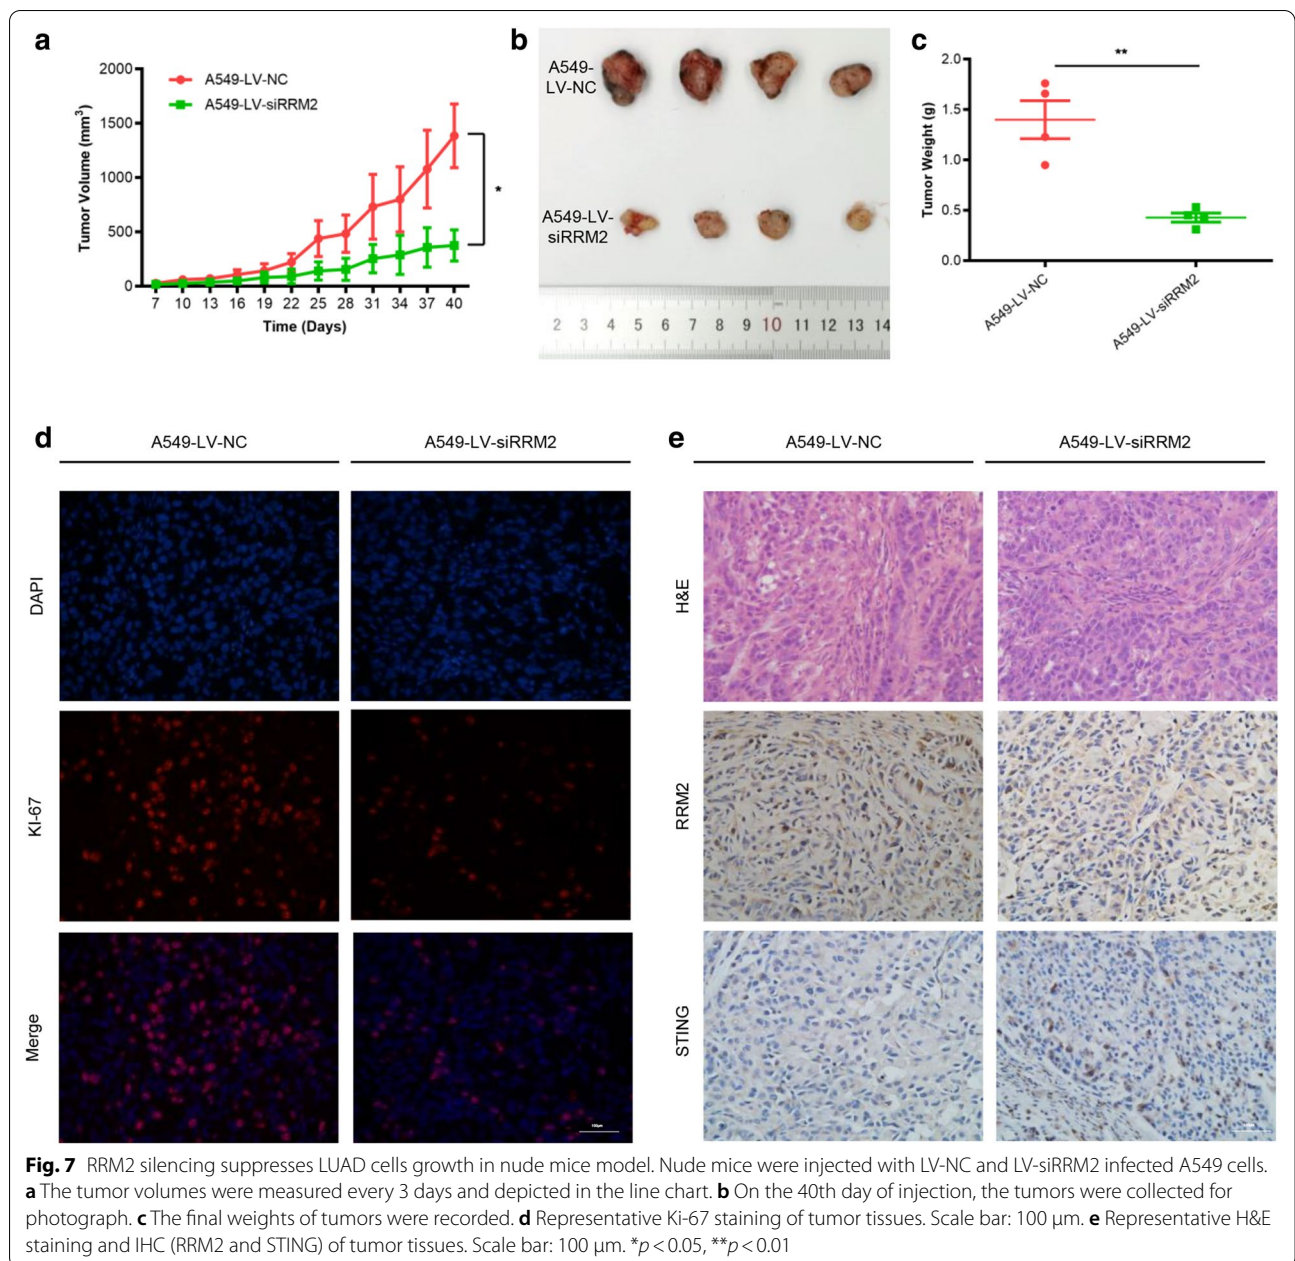 a
2000
1500
1000
500
0
Tumor Volume (mm³)
A549-LV-NC
A549-LV-siRRM2
*
7 10 13 16 19 22 25 28 31 34 37 40
Time (Days)
b
A549-
LV-NC
A549-LV-
siRRM2
2 3 4 5 6 7 8 9 10 11 12 13 14
c
**
2.0
1.5
1.0
0.5
0.0
Tumor Weight (g)
A549-LV-NC
A549-LV-siRRM2
d
A549-LV-NC A549-LV-siRRM2
DAPI
KI-67
Merge
100μm
e
A549-LV-NC A549-LV-siRRM2
H&E
RRM2
STING
Fig. 7 RRM2 silencing suppresses LUAD cells growth in nude mice model. Nude mice were injected with LV-NC and LV-siRRM2 infected A549 cells.
a The tumor volumes were measured every 3 days and depicted in the line chart. b On the 40th day of injection, the tumors were collected for
photograph. c The final weights of tumors were recorded. d Representative Ki-67 staining of tumor tissues. Scale bar: 100 μm. e Representative H&E
staining and IHC (RRM2 and STING) of tumor tissues. Scale bar: 100 μm. *p < 0.05, **p < 0.01